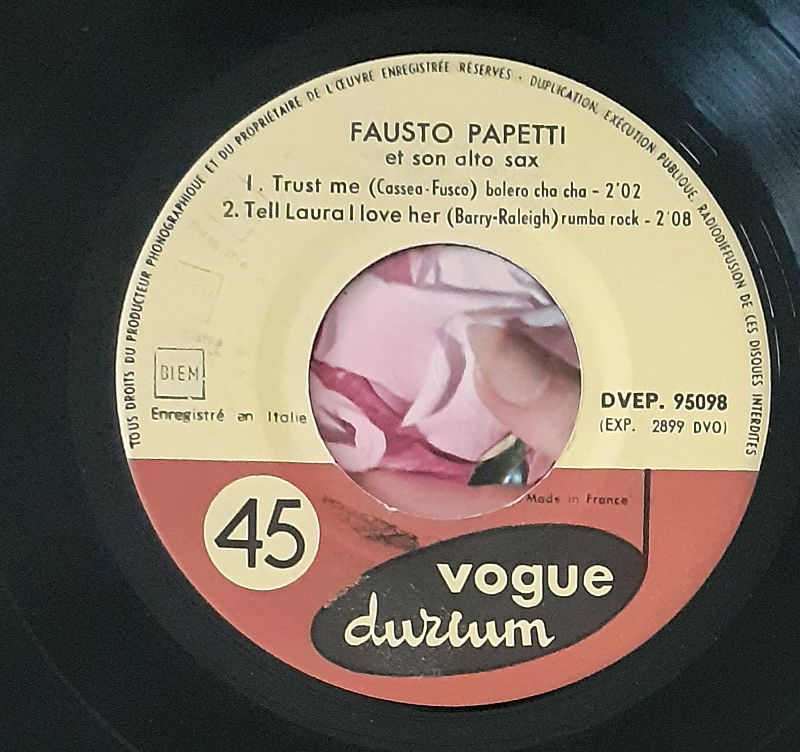 TOUS DROITS DU PRODUCTEUR PHONOGRAPHIQUE ET DU PROPRIÉTAIRE DE L'ŒUVRE ENREGISTRÉE RÉSERVÉS · DUPLICATION, EXÉCUTION PUBLIQUE, RADIODIFFUSION DE CES DISQUES INTERDITES
FAUSTO PAPETTI
et son alto sax
1. Trust me (Cassea-Fusco) bolero cha cha - 2'02
2. Tell Laura I love her (Barry-Raleigh) rumba rock - 2'08
BIEM
Enregistré en Italie
DVEP. 95098
(EXP. 2899 DVO)
Made in France
45
vogue
durium